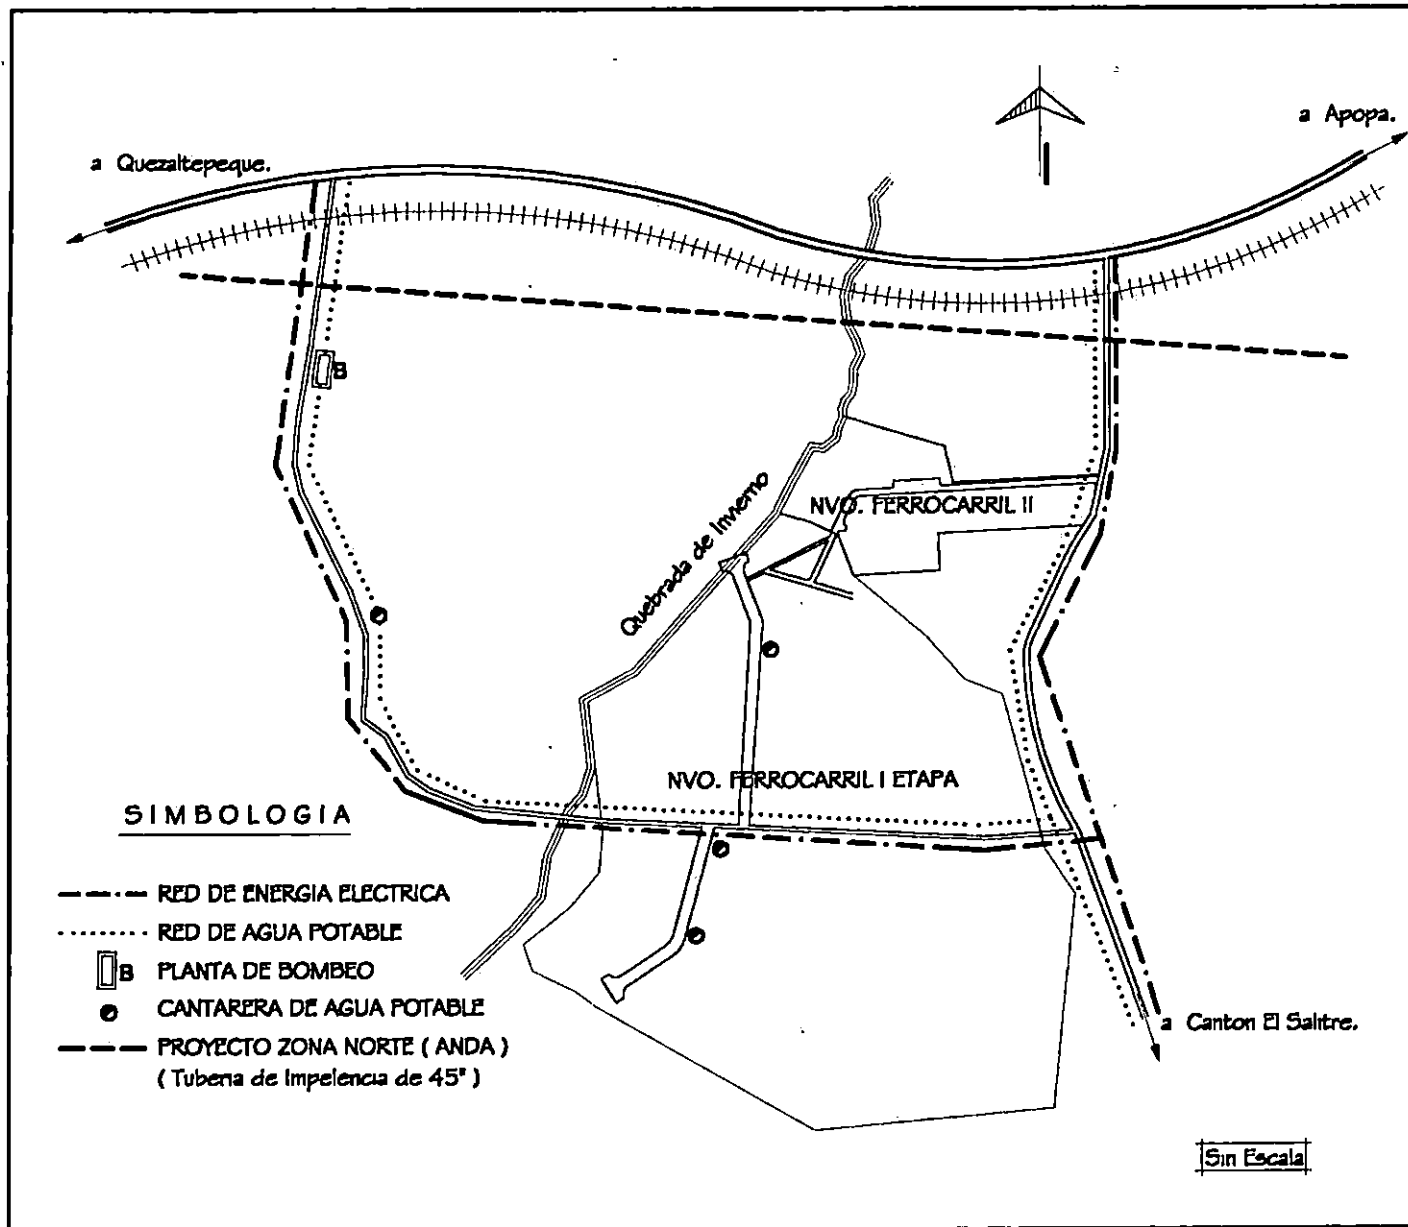 a Apopa.
a Quezaltepeque.
B
NVO. FERROCARRIL II
Quebrada de Invierno
NVO. FERROCARRIL I ETAPA
SIMBOLOGIA
RED DE ENERGIA ELECTRICA
RED DE AGUA POTABLE
B PLANTA DE BOMBEO
CANTARERA DE AGUA POTABLE
PROYECTO ZONA NORTE ( ANDA )
( Tuberia de Impelencia de 45" )
a Canton El Salitre.
Sin Escala